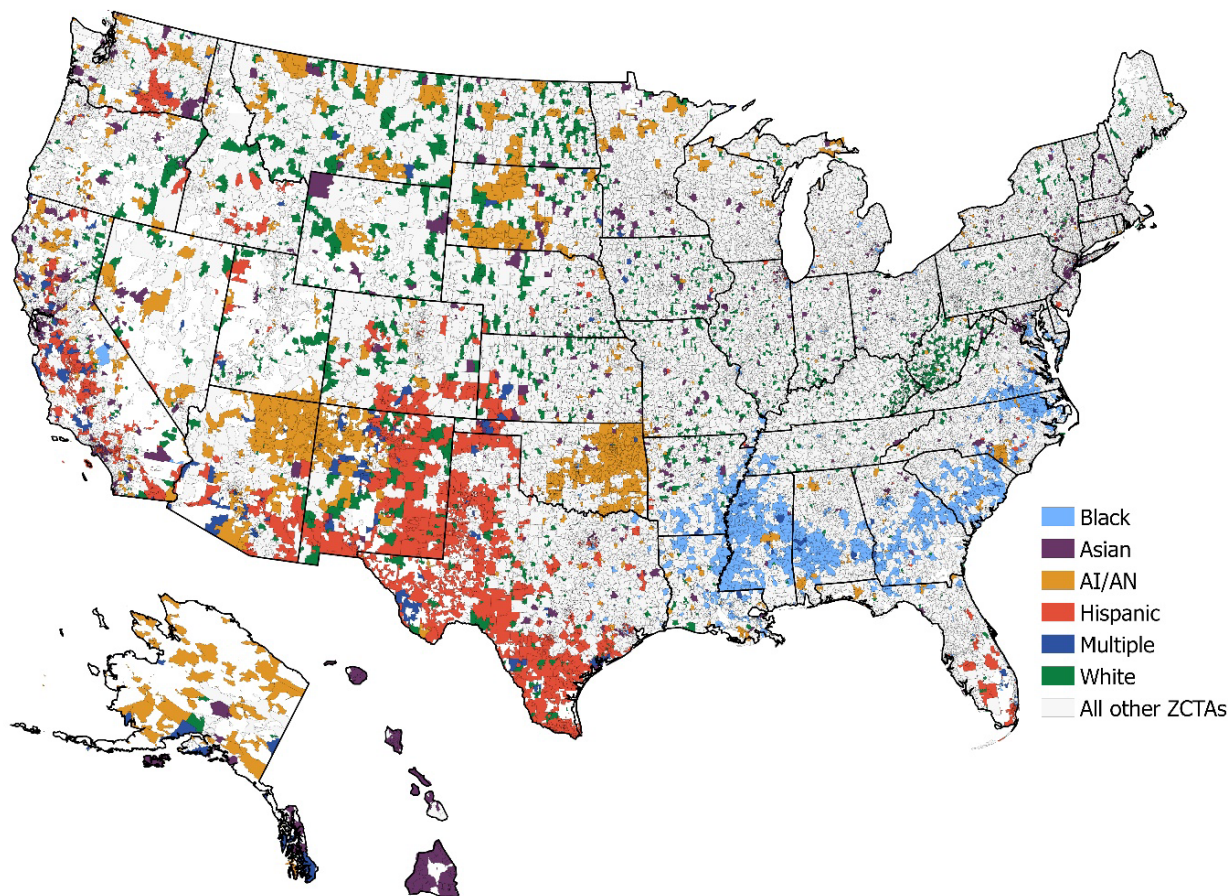 Black
Asian
AI/AN
Hispanic
Multiple
White
All other ZCTAs